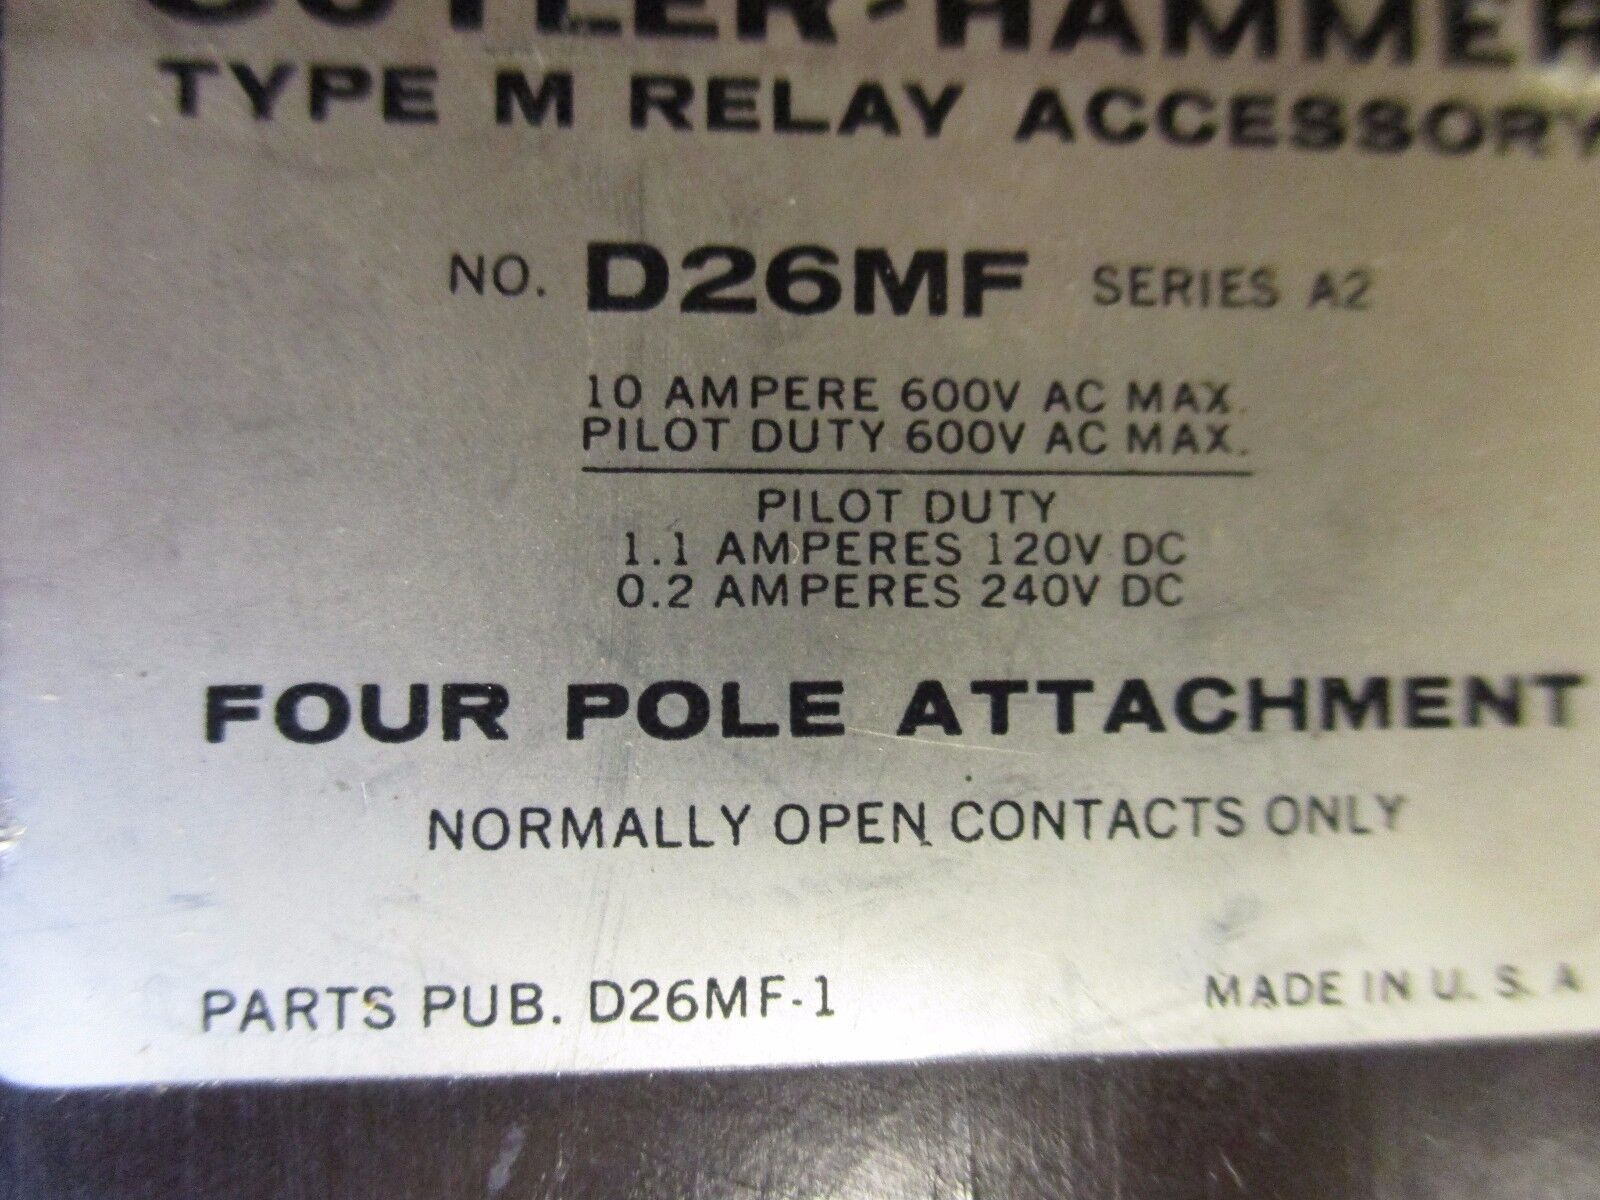 CUTLER-HAMMER
TYPE M RELAY ACCESSORY
NO. D26MF SERIES A2
10 AMPERE 600V AC MAX.
PILOT DUTY 600V AC MAX.
PILOT DUTY
1.1 AMPERES 120V DC
0.2 AMPERES 240V DC
FOUR POLE ATTACHMENT
NORMALLY OPEN CONTACTS ONLY
PARTS PUB. D26MF-1
MADE IN U. S. A